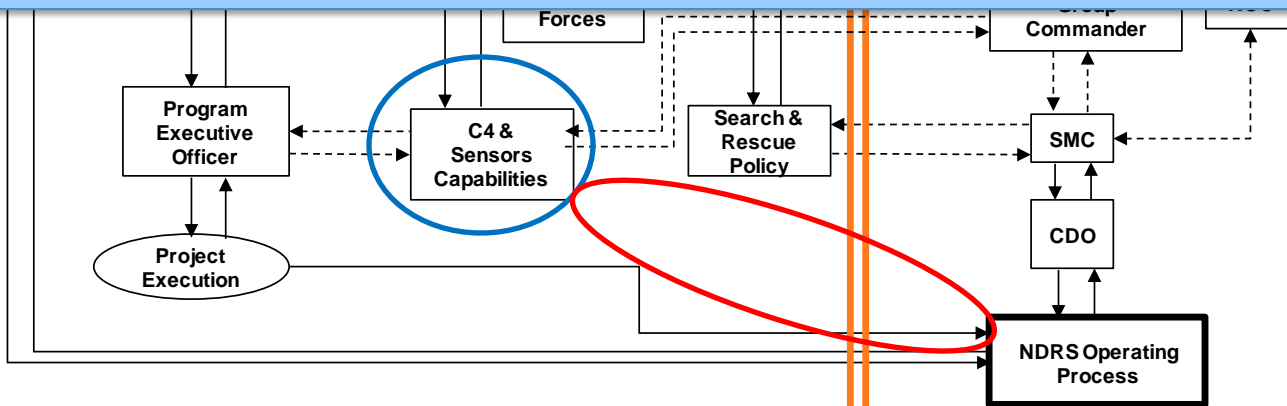 Forces
Commander
Program
Executive
Officer
C4 &
Sensors
Capabilities
Search &
Rescue
Policy
SMC
CDO
Project
Execution
NDRS Operating
Process